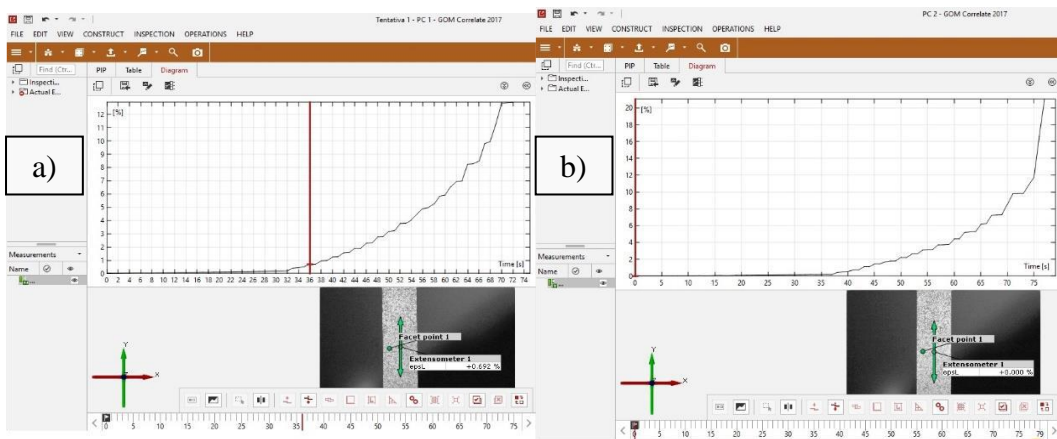 Tentativa 1 - PC 1 - GOM Correlate 2017
FILE EDIT VIEW CONSTRUCT INSPECTION OPERATIONS HELP
Find (Ctr...
PIP Table Diagram
Inspecti...
Actual E...
a)
[%]
12
11
10
9
8
7
6
5
4
3
2
1
0
Time [s]
0 2 4 6 8 10 12 14 16 18 20 22 24 26 28 30 32 34 36 38 40 42 44 46 48 50 52 54 56 58 60 62 64 66 68 70 72 74
Measurements
Name
Facet point 1
Extensometer 1
epsL +0.692 %
Y
X
0 5 10 15 20 25 30 35 40 45 50 55 60 65 70 75
PC 2 - GOM Correlate 2017
FILE EDIT VIEW CONSTRUCT INSPECTION OPERATIONS HELP
Find (Ctr...
PIP Table Diagram
Inspecti...
Actual E...
b)
[%]
20
18
16
14
12
10
8
6
4
2
0
Time [s]
0 5 10 15 20 25 30 35 40 45 50 55 60 65 70 75
Measurements
Name
Facet point 1
Extensometer 1
epsL +0.000 %
Y
X
0 5 10 15 20 25 30 35 40 45 50 55 60 65 70 75 79